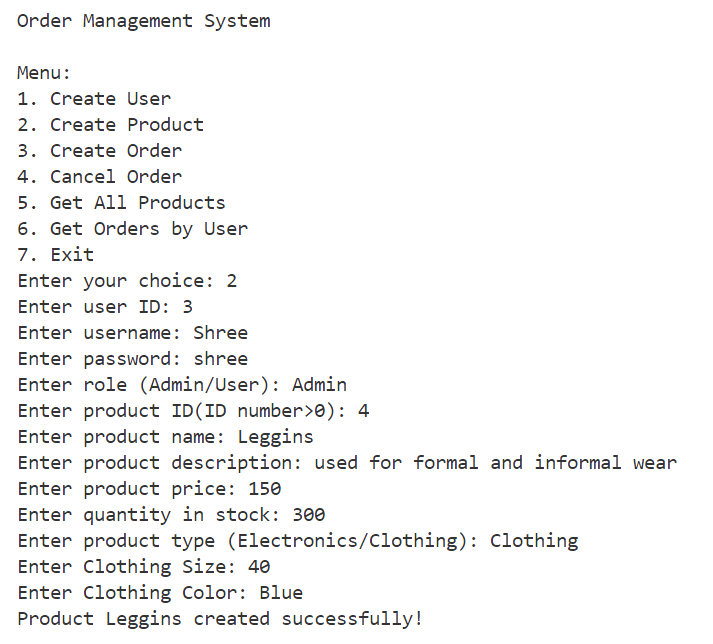 Order Management System
Menu:
1. Create User
2. Create Product
3. Create Order
4. Cancel Order
5. Get All Products
6. Get Orders by User
7. Exit
Enter your choice: 2
Enter user ID: 3
Enter username: Shree
Enter password: shree
Enter role (Admin/User): Admin
Enter product ID(ID number>0): 4
Enter product name: Leggins
Enter product description: used for formal and informal wear
Enter product price: 150
Enter quantity in stock: 300
Enter product type (Electronics/Clothing): Clothing
Enter Clothing Size: 40
Enter Clothing Color: Blue
Product Leggins created successfully!